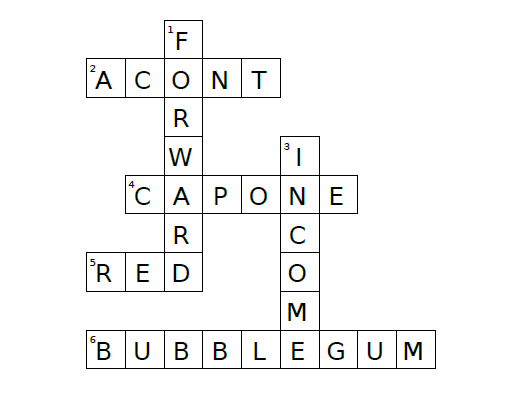 1 F
2 A C O N T
R
W 3 I
4 C A P O N E
R C
5 R E D O
M
6 B U B B L E G U M